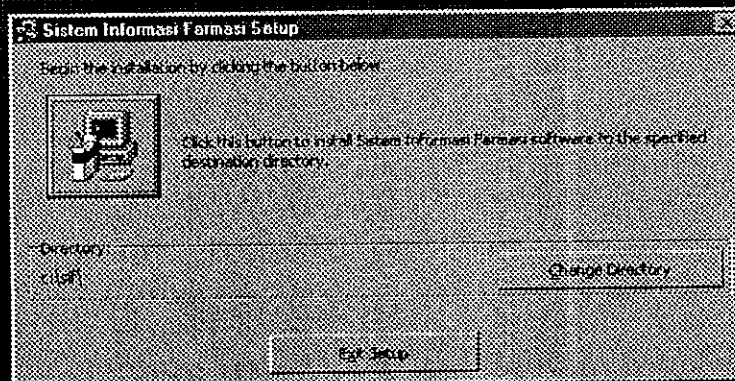 Sistem Informasi Farmasi Setup
Begin the installation by clicking the button below.
Click this button to install Sistem Informasi Farmasi software to the specified
destination directory.
Directory:
Change Directory
Exit Setup